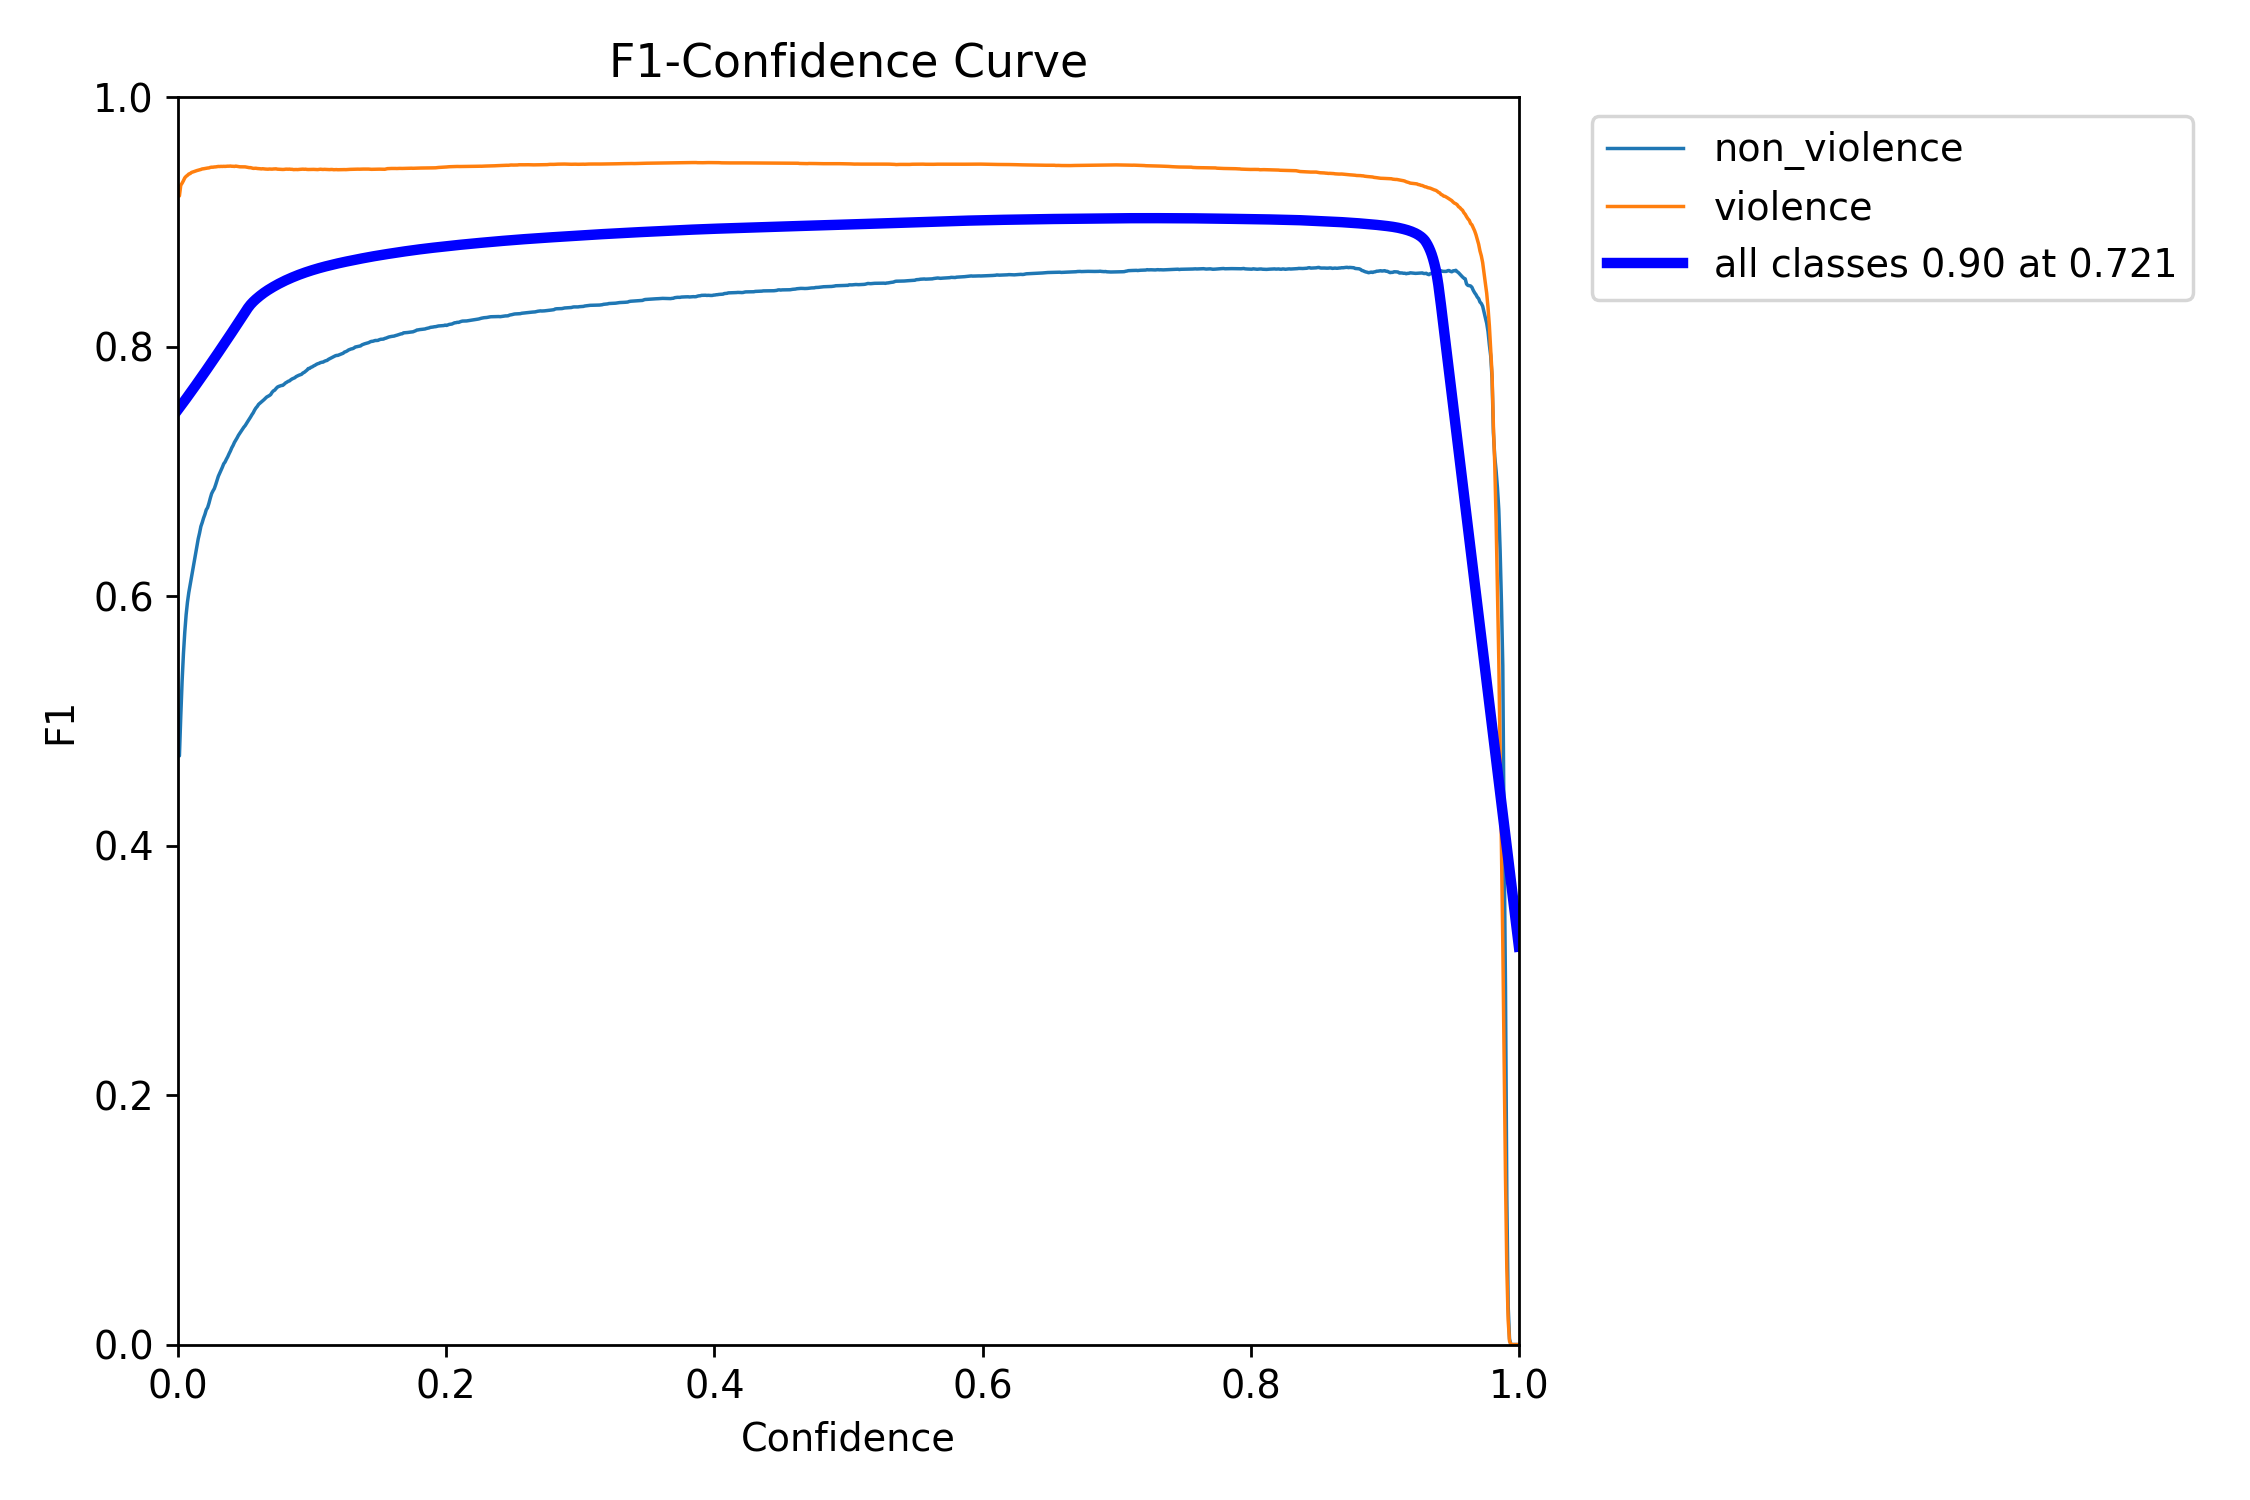 F1-Confidence Curve
1.0
0.8
0.6
0.4
0.2
0.0
F1
0.0 0.2 0.4 0.6 0.8 1.0
Confidence
non_violence
violence
all classes 0.90 at 0.721